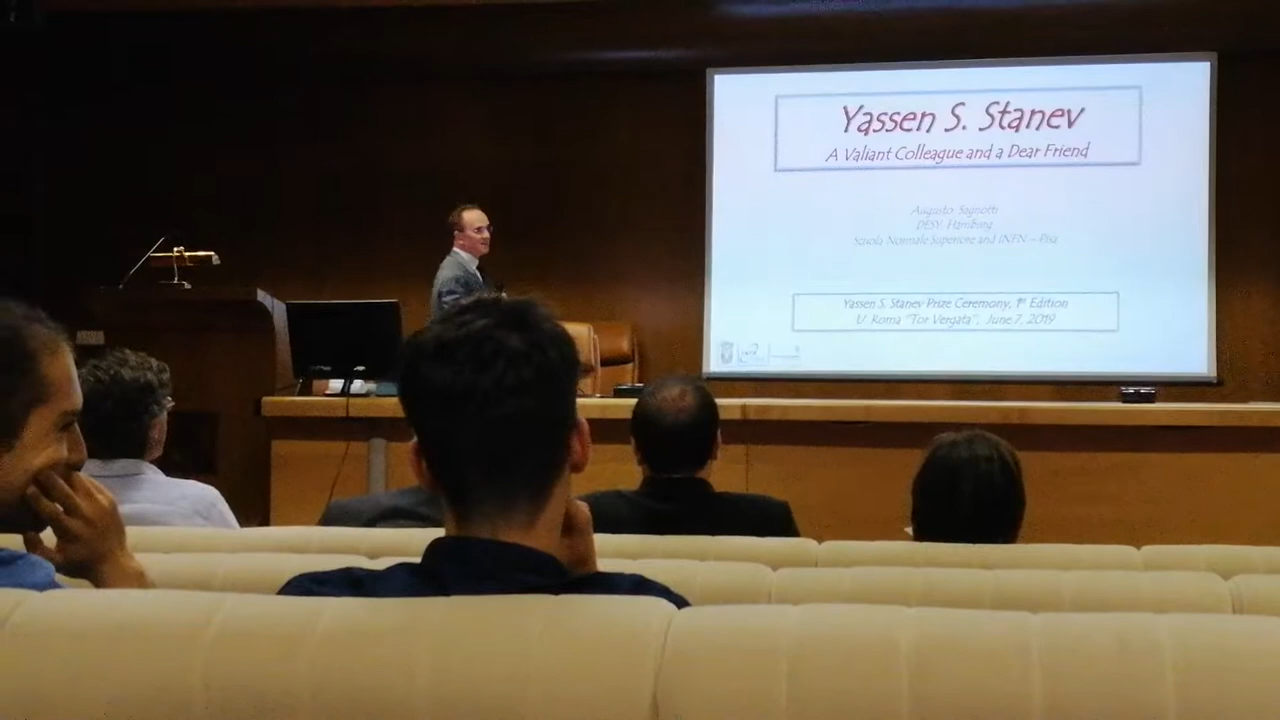 Yassen S. Stanev
A Valiant Colleague and a Dear Friend
Augusto Sagnotti
DESY, Hamburg
Scuola Normale Superiore and INFN – Pisa
Yassen S. Stanev Prize Ceremony, 1st Edition
U. Roma "Tor Vergata", June 7, 2019